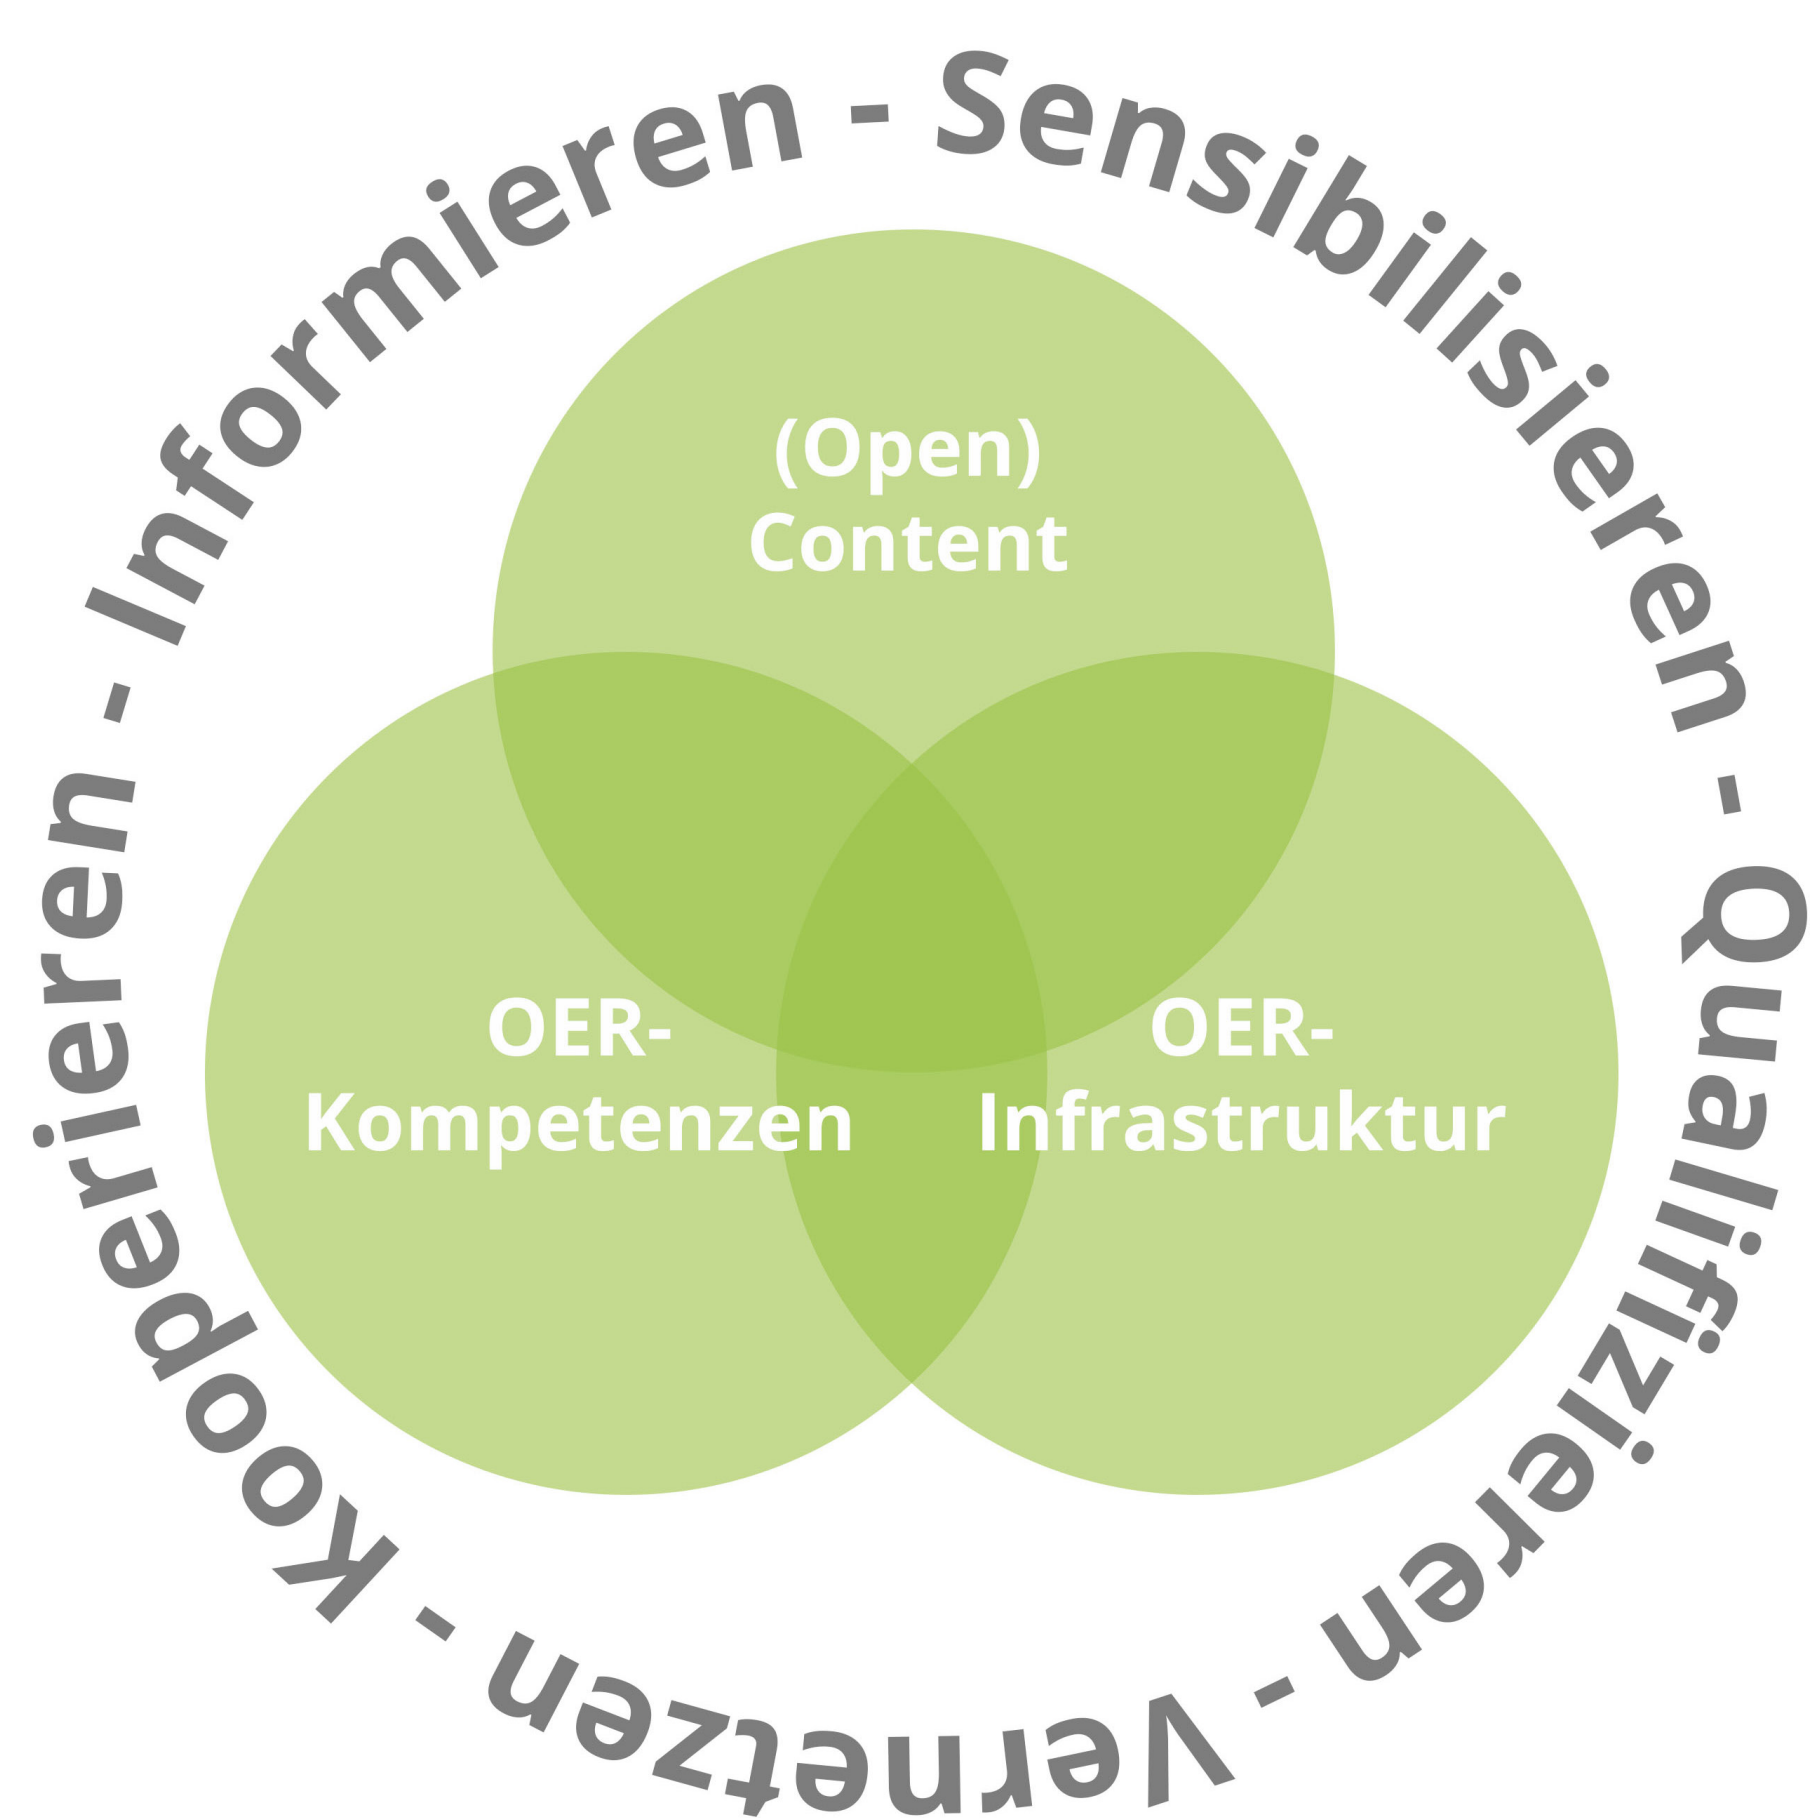 Informieren - Sensibilisieren - Qualifizieren - Vernetzen - Kooperieren -
(Open)
Content
OER-
Kompetenzen
OER-
Infrastruktur